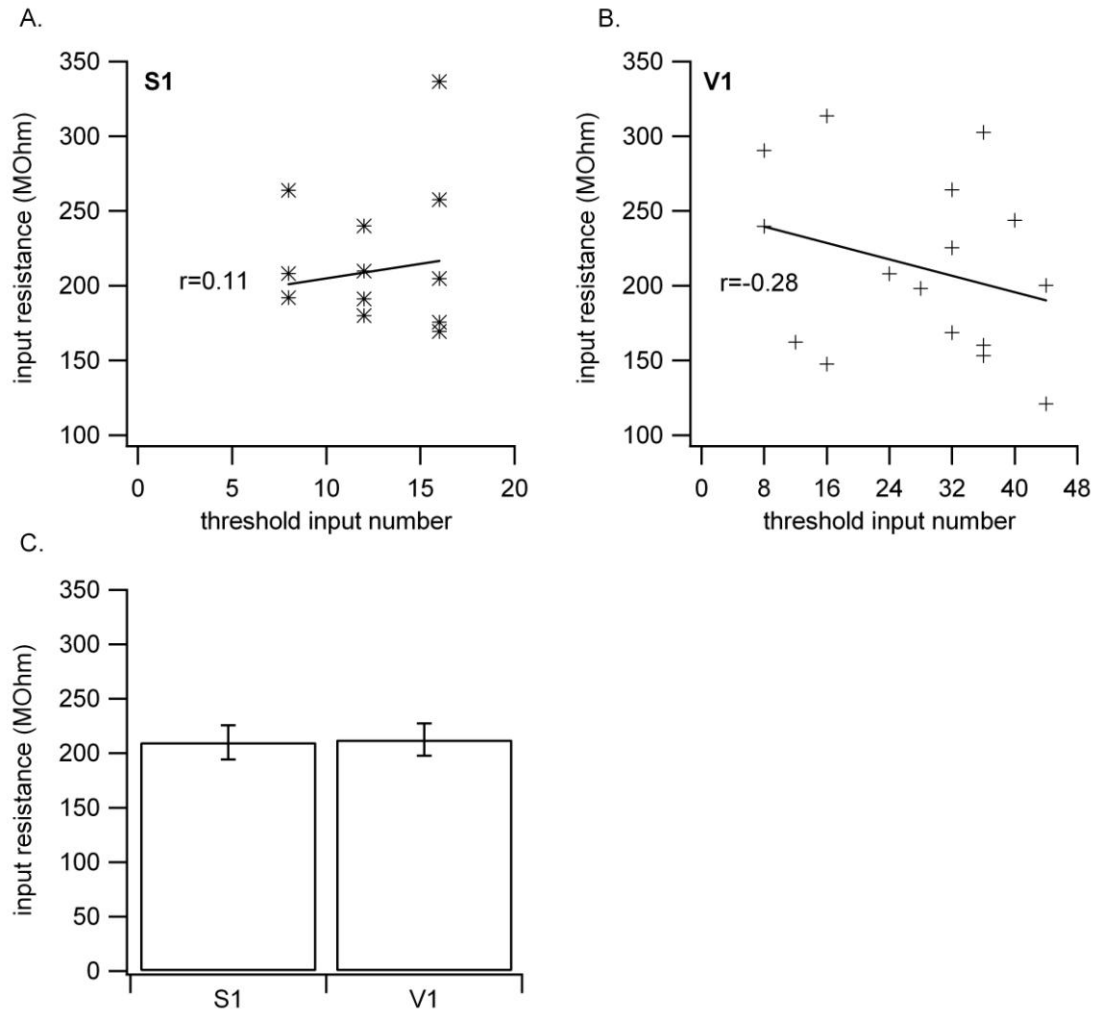 A.
S1
350
300
250
200
150
100
input resistance (MOhm)
r=0.11
0 5 10 15 20
threshold input number
B.
V1
350
300
250
200
150
100
input resistance (MOhm)
r=-0.28
0 8 16 24 32 40 48
threshold input number
C.
350
300
250
200
150
100
50
0
input resistance (MOhm)
S1 V1